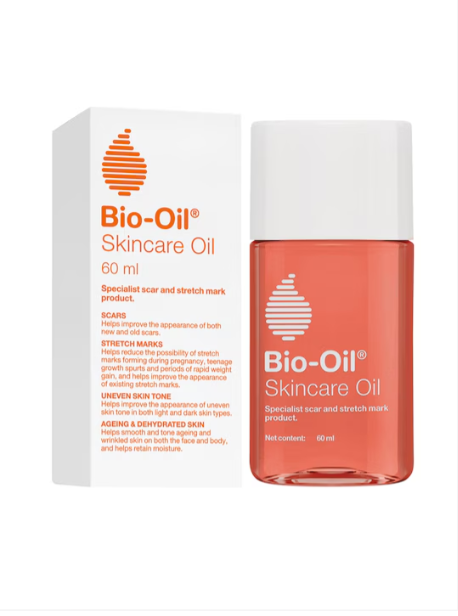 Bio-Oil®
Skincare Oil
60 ml
Specialist scar and stretch mark
product.
SCARS
Helps improve the appearance of both
new and old scars.
STRETCH MARKS
Helps reduce the possibility of stretch
marks forming during pregnancy, teenage
growth spurts and periods of rapid weight
gain, and helps improve the appearance
of existing stretch marks.
UNEVEN SKIN TONE
Helps improve the appearance of uneven
skin tone in both light and dark skin types.
AGEING & DEHYDRATED SKIN
Helps smooth and tone ageing and
wrinkled skin on both the face and body,
and helps retain moisture.
Bio-Oil®
Skincare Oil
Specialist scar and stretch mark
product.
Net content: 60 ml